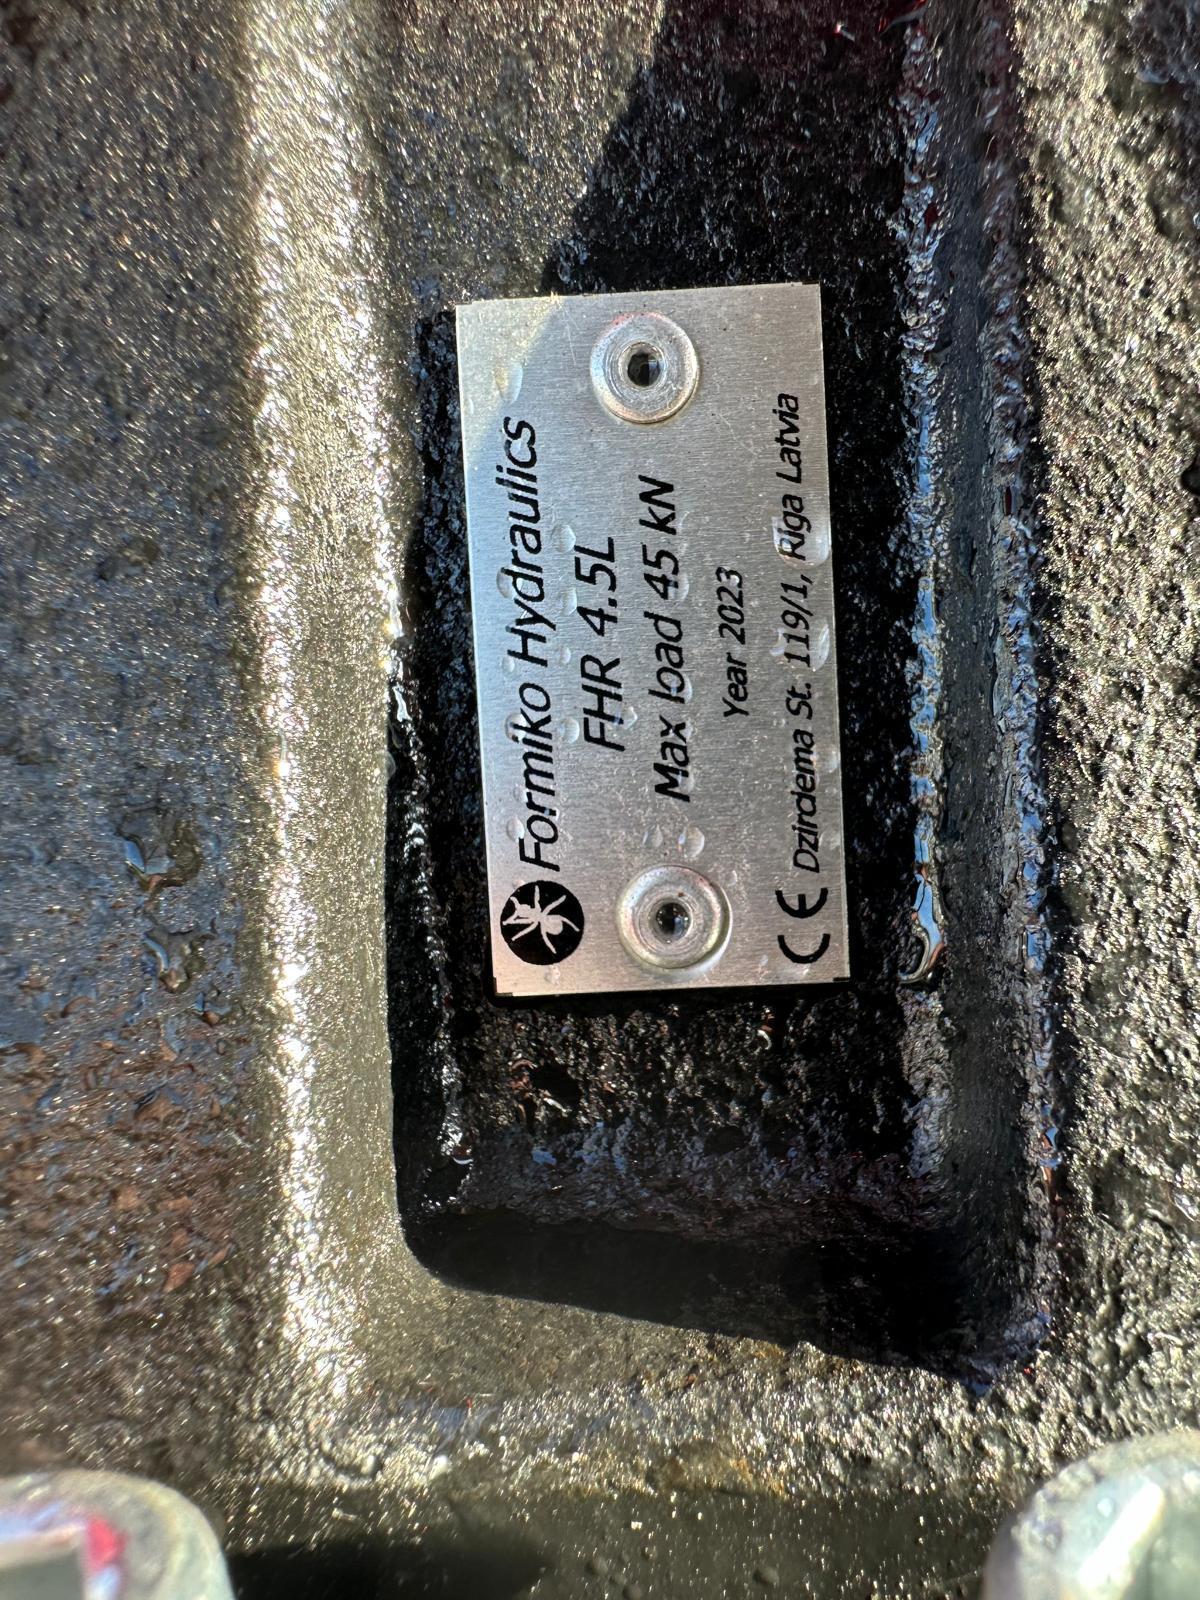 Formiko Hydraulics
FHR 4.5L
Max load 45 kN
Year 2023
CE Dzirdema St. 119/1, Riga Latvia